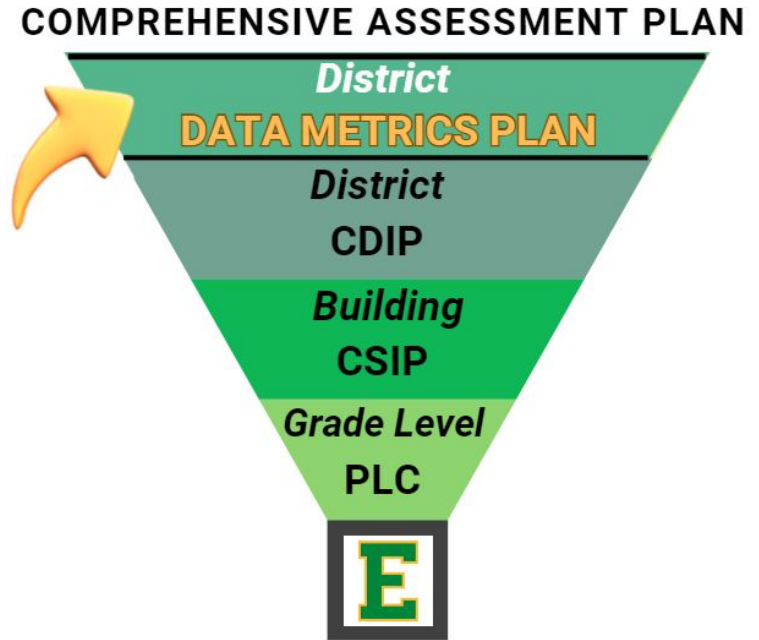 COMPREHENSIVE ASSESSMENT PLAN
District
DATA METRICS PLAN
District
CDIP
Building
CSIP
Grade Level
PLC
E